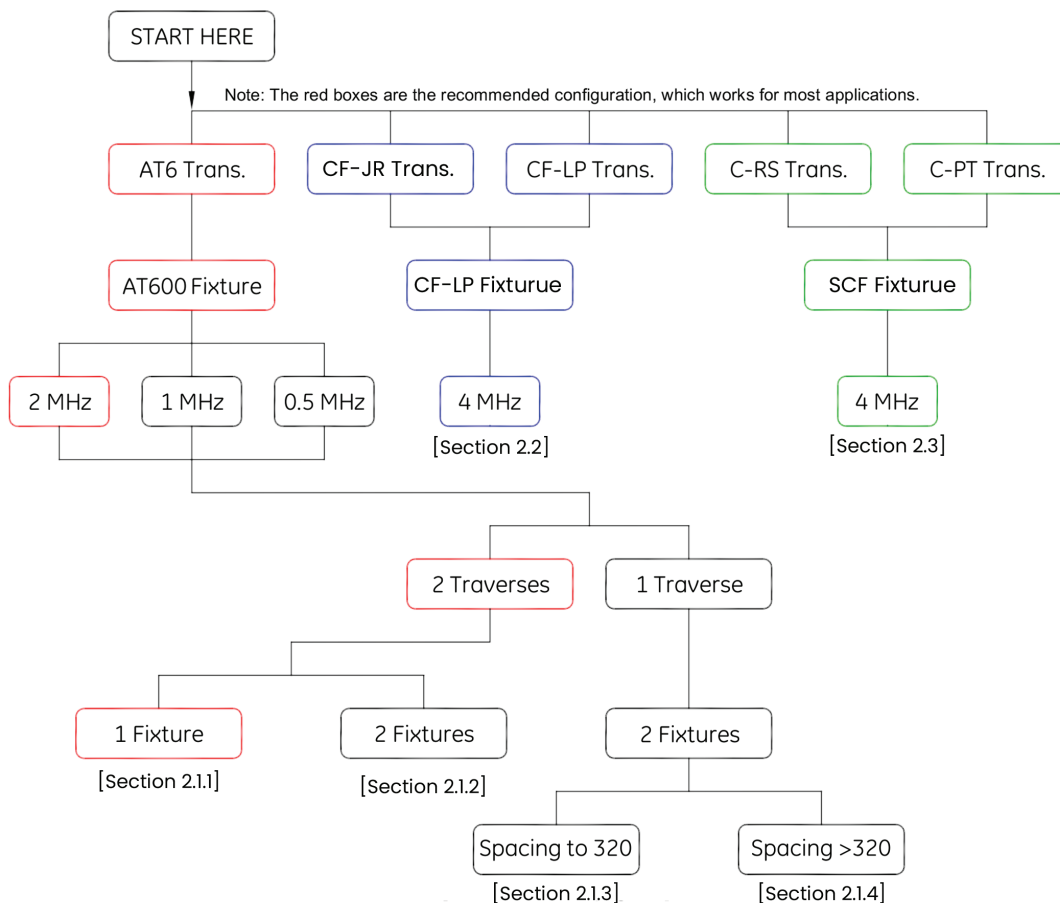 START HERE
Note: The red boxes are the recommended configuration, which works for most applications.
AT6 Trans.
CF-JR Trans.
CF-LP Trans.
C-RS Trans.
C-PT Trans.
AT600 Fixture
CF-LP Fixturue
SCF Fixturue
2 MHz
1 MHz
0.5 MHz
4 MHz
4 MHz
[Section 2.2]
[Section 2.3]
2 Traverses
1 Traverse
1 Fixture
2 Fixtures
2 Fixtures
[Section 2.1.1]
[Section 2.1.2]
Spacing to 320
Spacing >320
[Section 2.1.3]
[Section 2.1.4]